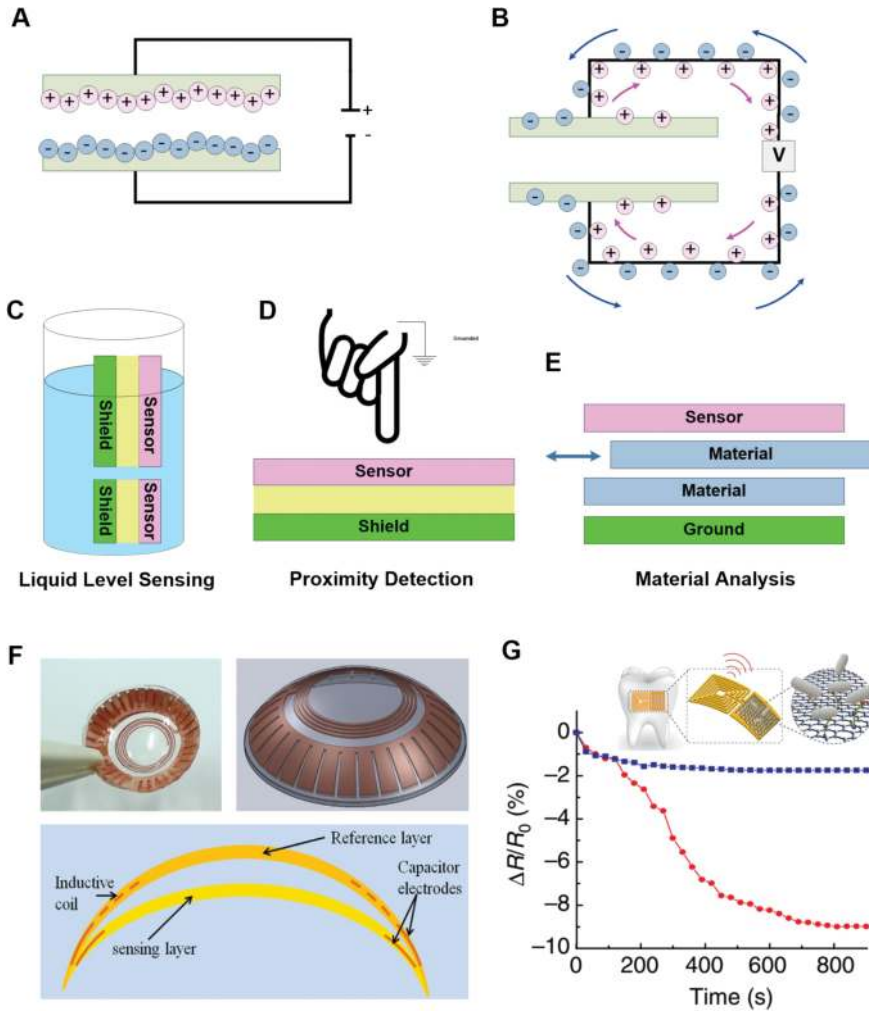 A
+
-
B
V
C
Shield
Sensor
Shield
Sensor
Liquid Level Sensing
D
Grounded
Sensor
Shield
Proximity Detection
E
Sensor
Material
Material
Ground
Material Analysis
F
Reference layer
Inductive
coil
Capacitor
electrodes
sensing layer
G
0
−2
−4
−6
−8
−10
ΔR/R₀ (%)
0 200 400 600 800
Time (s)